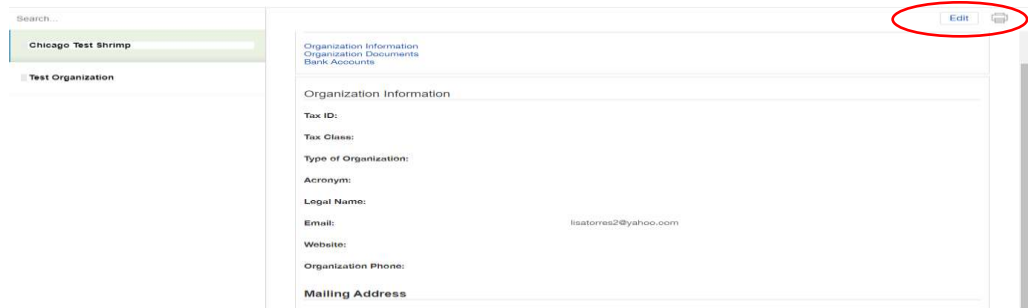 Search...
Edit
Chicago Test Shrimp
Test Organization
Organization Information
Organization Documents
Bank Accounts
Organization Information
Tax ID:
Tax Class:
Type of Organization:
Acronym:
Legal Name:
Email: lisatorres2@yahoo.com
Website:
Organization Phone:
Mailing Address